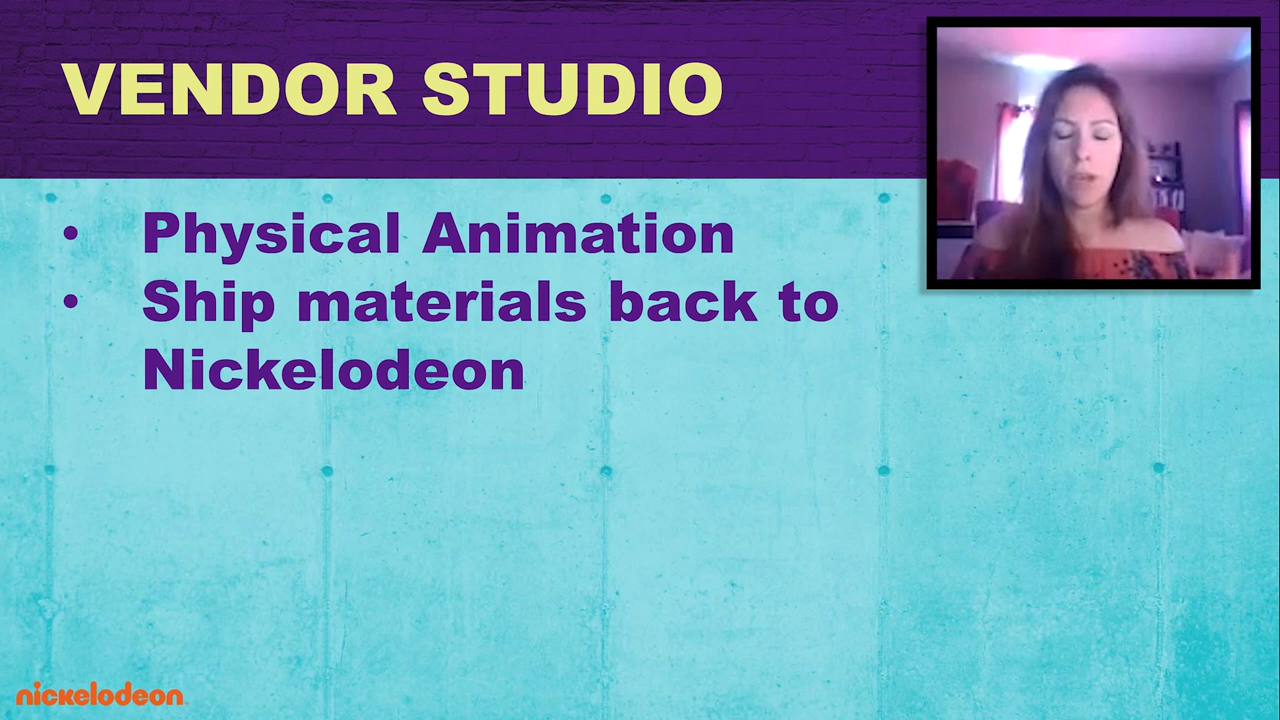 VENDOR STUDIO
• Physical Animation
• Ship materials back to
Nickelodeon
nickelodeon